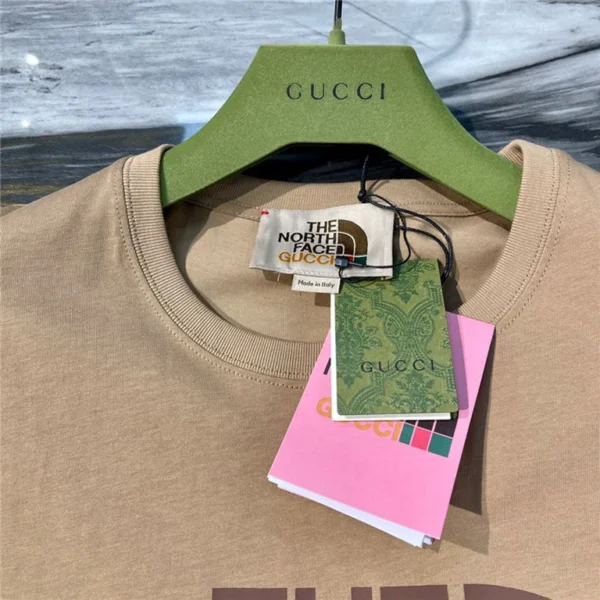 GUCCI
THE
NORTH
FACE
GUCCI
Made in Italy
GUCCI
GUCCI